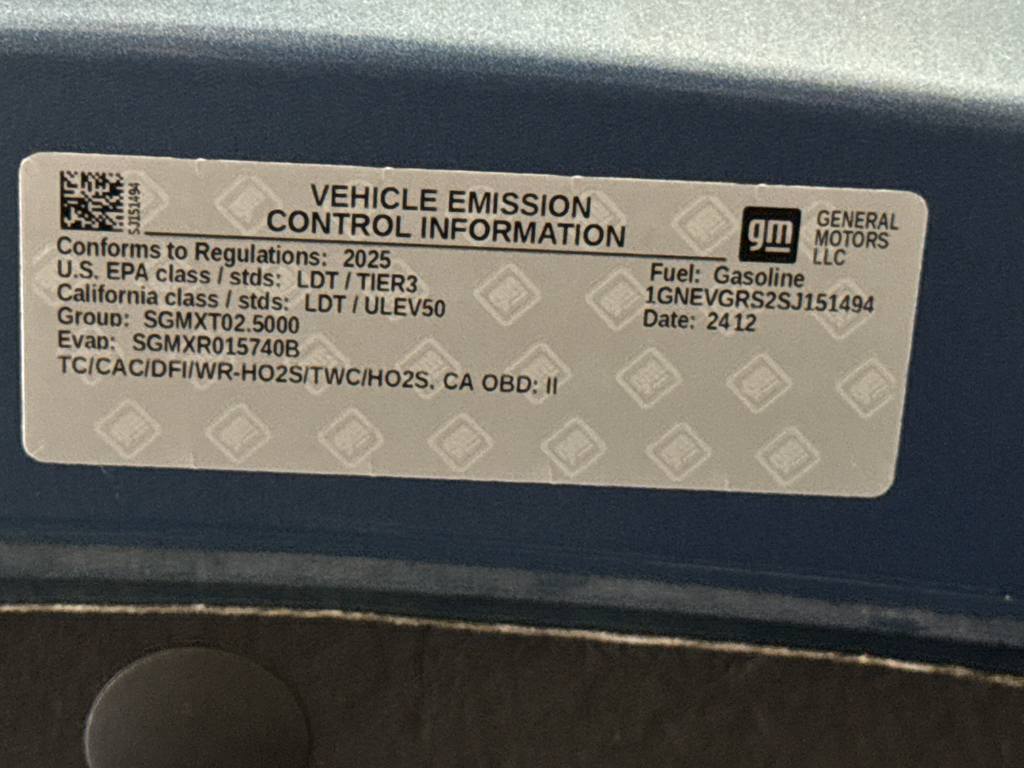 SJ151494
VEHICLE EMISSION
CONTROL INFORMATION
gm
GENERAL
MOTORS
LLC
Conforms to Regulations: 2025
U.S. EPA class / stds: LDT / TIER3
California class / stds: LDT / ULEV50
Group: SGMXT02.5000
Evap: SGMXR015740B
TC/CAC/DFI/WR-HO2S/TWC/HO2S. CA OBD: II
Fuel: Gasoline
1GNEVGRS2SJ151494
Date: 2412